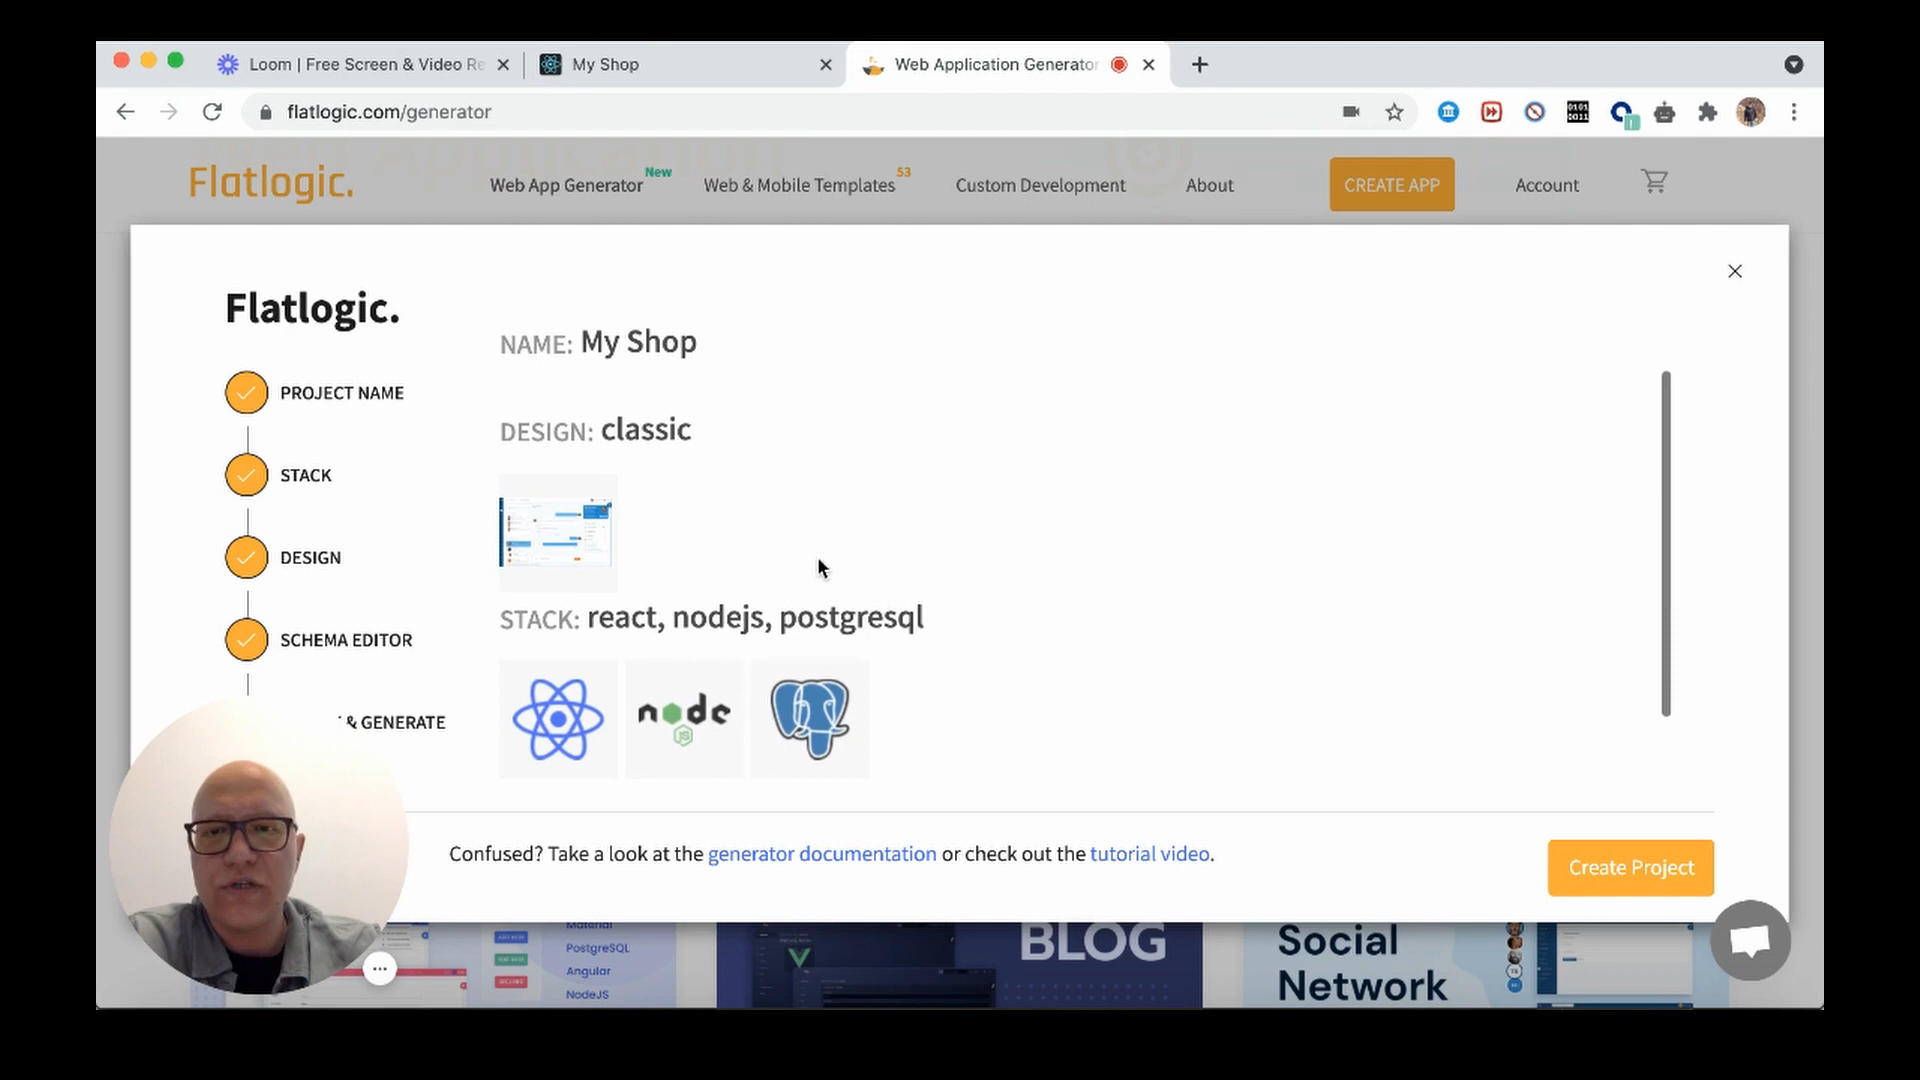 Loom | Free Screen & Video Re
My Shop
Web Application Generator
flatlogic.com/generator
Flatlogic.
Web App Generator
New
Web & Mobile Templates
53
Custom Development
About
CREATE APP
Account
Flatlogic.
PROJECT NAME
STACK
DESIGN
SCHEMA EDITOR
& GENERATE
NAME: My Shop
DESIGN: classic
STACK: react, nodejs, postgresql
node
JS
Confused? Take a look at the generator documentation or check out the tutorial video.
Create Project
Material
PostgreSQL
Angular
NodeJS
BLOG
Social
Network